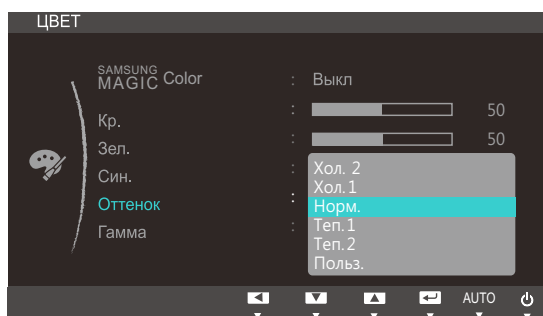 ЦВЕТ
SAMSUNG
MAGIC Color : Выкл
Кр. : 50
Зел. : 50
Син. :
Оттенок :
Гамма :
Хол. 2
Хол.1
Норм.
Теп.1
Теп.2
Польз.
AUTO